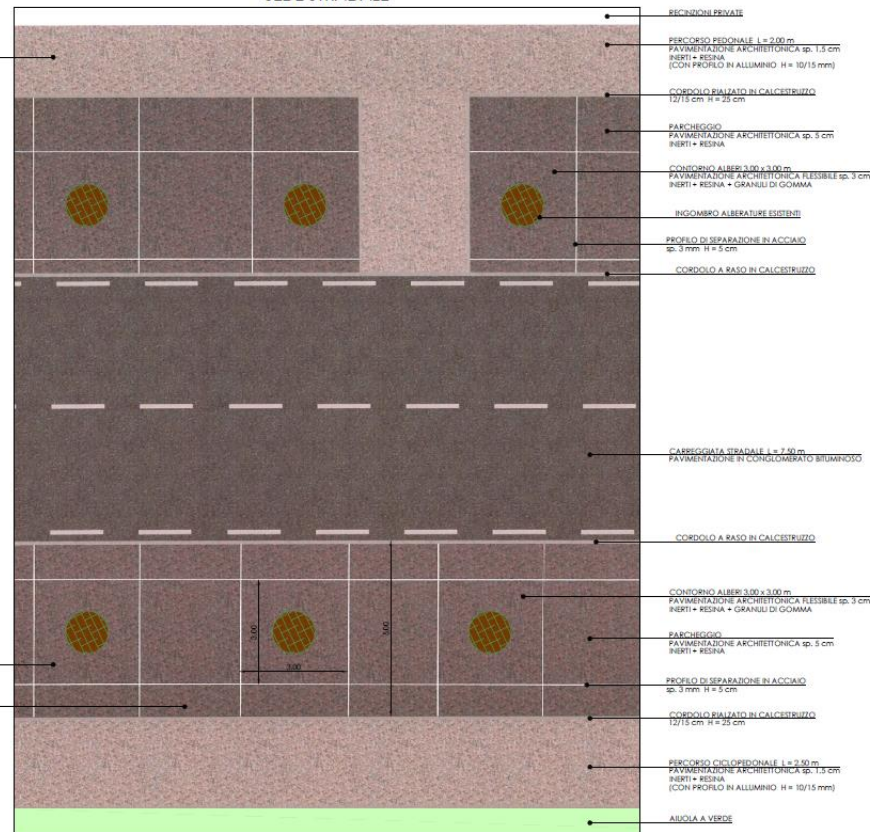 RECINZIONI PRIVATE
PERCORSO PEDONALE L = 2,00 m
PAVIMENTAZIONE ARCHITETTONICA sp. 1,5 cm
INERTI + RESINA
(CON PROFILO IN ALLUMINIO H = 10/15 mm)
CORDOLO RIALZATO IN CALCESTRUZZO
12/15 cm H = 25 cm
PARCHEGGIO
PAVIMENTAZIONE ARCHITETTONICA sp. 5 cm
INERTI + RESINA
CONTORNO ALBERI 3,00 x 3,00 m
PAVIMENTAZIONE ARCHITETTONICA FLESSIBILE sp. 3 cm
INERTI + RESINA + GRANULI DI GOMMA
INGOMBRO ALBERATURE ESISTENTI
PROFILO DI SEPARAZIONE IN ACCIAIO
sp. 3 mm H = 5 cm
CORDOLO A RASO IN CALCESTRUZZO
CARREGGIATA STRADALE L = 7,50 m
PAVIMENTAZIONE IN CONGLOMERATO BITUMINOSO
CORDOLO A RASO IN CALCESTRUZZO
CONTORNO ALBERI 3,00 x 3,00 m
PAVIMENTAZIONE ARCHITETTONICA FLESSIBILE sp. 3 cm
INERTI + RESINA + GRANULI DI GOMMA
3,00
5,00
3,00
PARCHEGGIO
PAVIMENTAZIONE ARCHITETTONICA sp. 5 cm
INERTI + RESINA
PROFILO DI SEPARAZIONE IN ACCIAIO
sp. 3 mm H = 5 cm
CORDOLO RIALZATO IN CALCESTRUZZO
12/15 cm H = 25 cm
PERCORSO CICLOPEDONALE L = 2,50 m
PAVIMENTAZIONE ARCHITETTONICA sp. 1,5 cm
INERTI + RESINA
(CON PROFILO IN ALLUMINIO H = 10/15 mm)
AIUOLA A VERDE